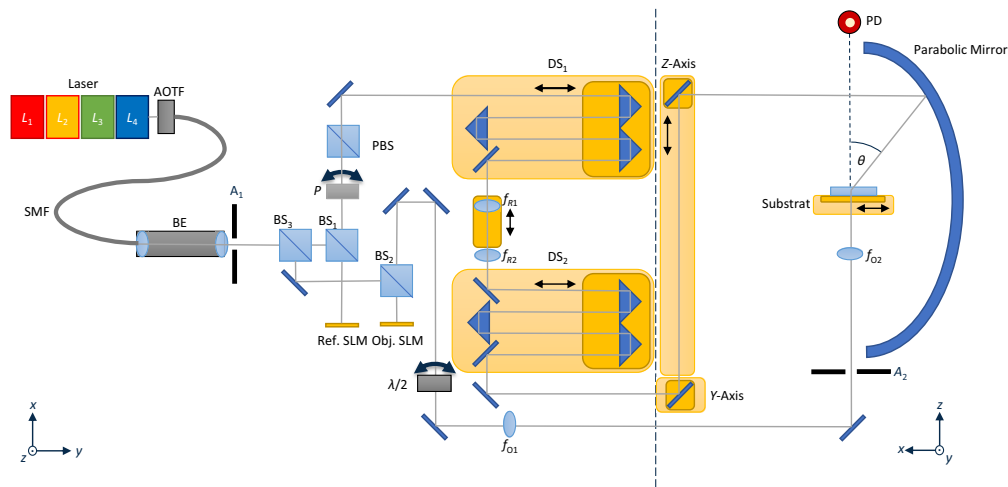 PD
Parabolic Mirror
Laser
AOTF
L1 L2 L3 L4
DS1
Z-Axis
PBS
θ
P
SMF
A1
BE
BS3
BS1
BS2
fR1
fR2
DS2
Substrat
fO2
Ref. SLM
Obj. SLM
λ/2
A2
Y-Axis
fO1
x
z
y
z
x
y